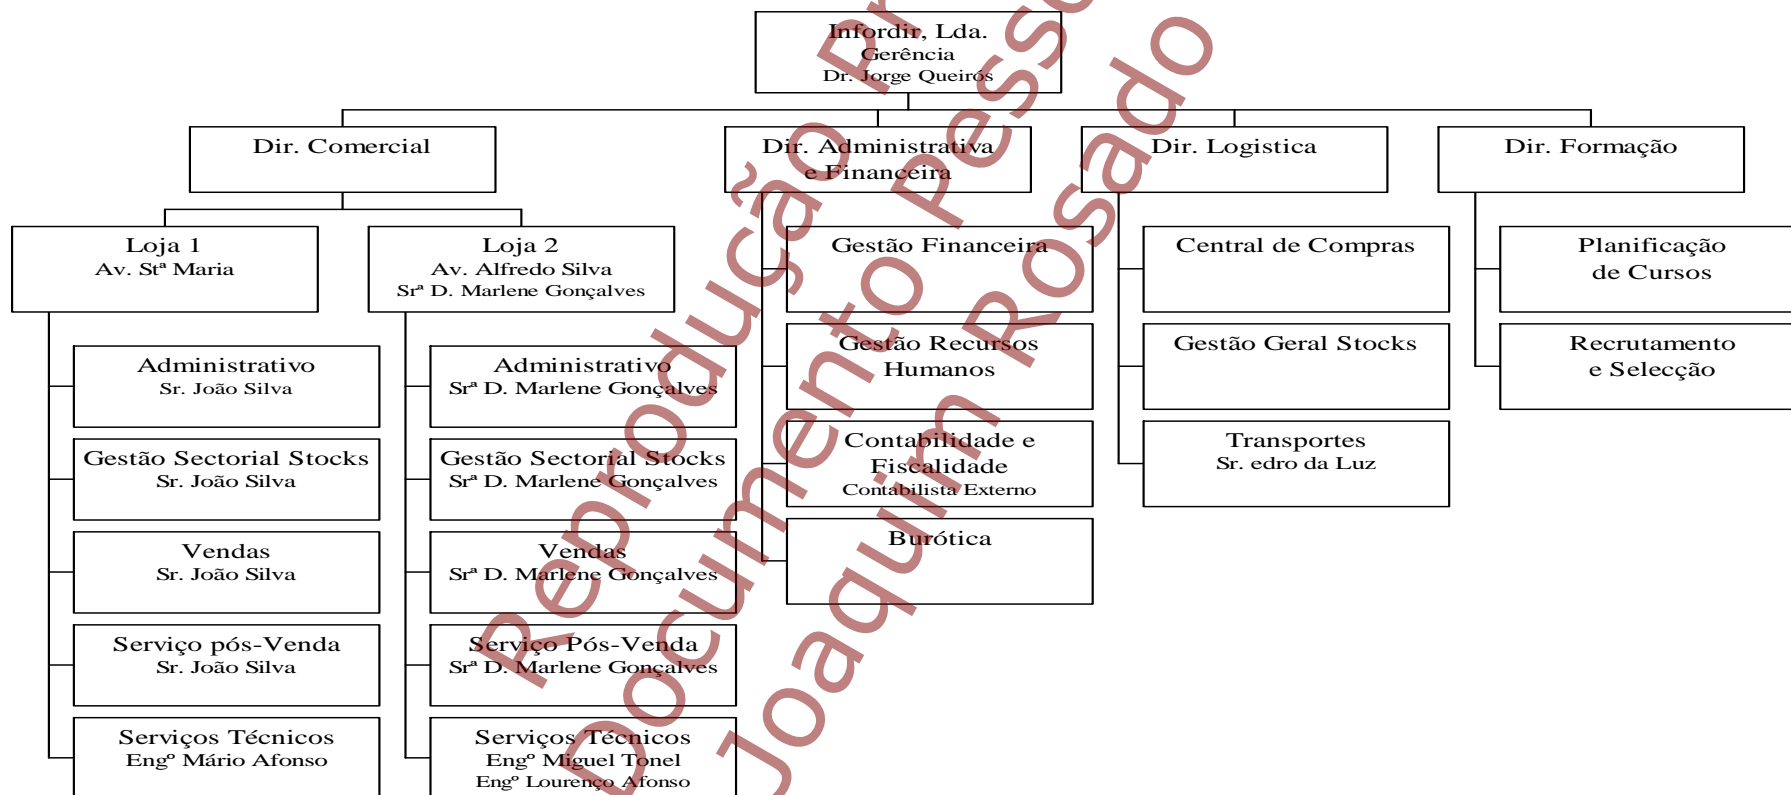 Infordir, Lda.
Gerência
Dr. Jorge Queirós
Dir. Comercial
Dir. Administrativa
e Financeira
Dir. Logistica
Dir. Formação
Loja 1
Av. Stª Maria
Loja 2
Av. Alfredo Silva
Srª D. Marlene Gonçalves
Administrativo
Sr. João Silva
Gestão Sectorial Stocks
Sr. João Silva
Vendas
Sr. João Silva
Serviço pós-Venda
Sr. João Silva
Serviços Técnicos
Engº Mário Afonso
Administrativo
Srª D. Marlene Gonçalves
Gestão Sectorial Stocks
Srª D. Marlene Gonçalves
Vendas
Srª D. Marlene Gonçalves
Serviço Pós-Venda
Srª D. Marlene Gonçalves
Serviços Técnicos
Engº Miguel Tonel
Engº Lourenço Afonso
Gestão Financeira
Gestão Recursos
Humanos
Contabilidade e
Fiscalidade
Contabilista Externo
Burótica
Central de Compras
Gestão Geral Stocks
Transportes
Sr. edro da Luz
Planificação
de Cursos
Recrutamento
e Selecção
Reprodução
Documento
Joaquim Rosado